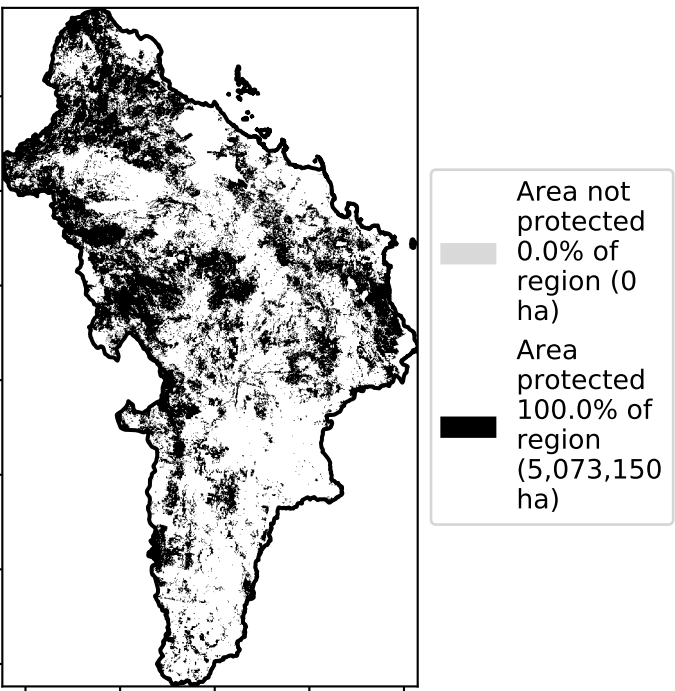 Area not
protected
0.0% of
region (0
ha)
Area
protected
100.0% of
region
(5,073,150
ha)